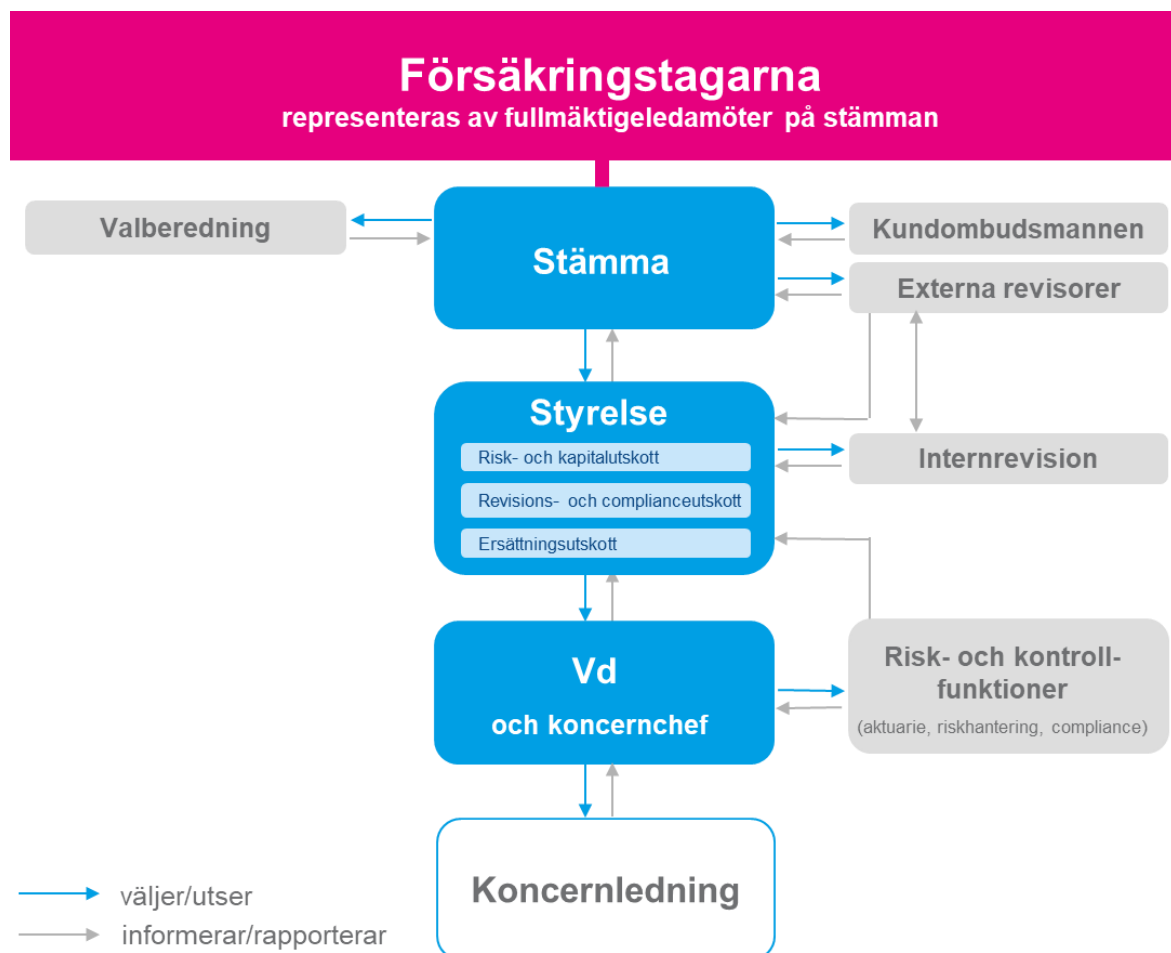 Försäkringstagarna
representeras av fullmäktigeledamöter på stämman
Valberedning
Stämma
Kundombudsmannen
Externa revisorer
Styrelse
Risk- och kapitalutskott
Revisions- och complianceutskott
Ersättningsutskott
Internrevision
Vd
och koncernchef
Risk- och kontroll-
funktioner
(aktuarie, riskhantering, compliance)
Koncernledning
väljer/utser
informerar/rapporterar